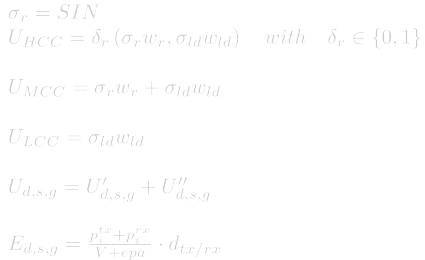 σ_r = SIN
U_{HCC} = δ_r (σ_r w_r, σ_{ld} w_{ld}) with δ_r ∈ {0, 1}
U_{MCC} = σ_r w_r + σ_{ld} w_{ld}
U_{LCC} = σ_{ld} w_{ld}
U_{d,s,g} = U'_{d,s,g} + U''_{d,s,g}
E_{d,s,g} = \frac{p_i^{tx} + p_i^{rx}}{V + epa} · d_{tx/rx}